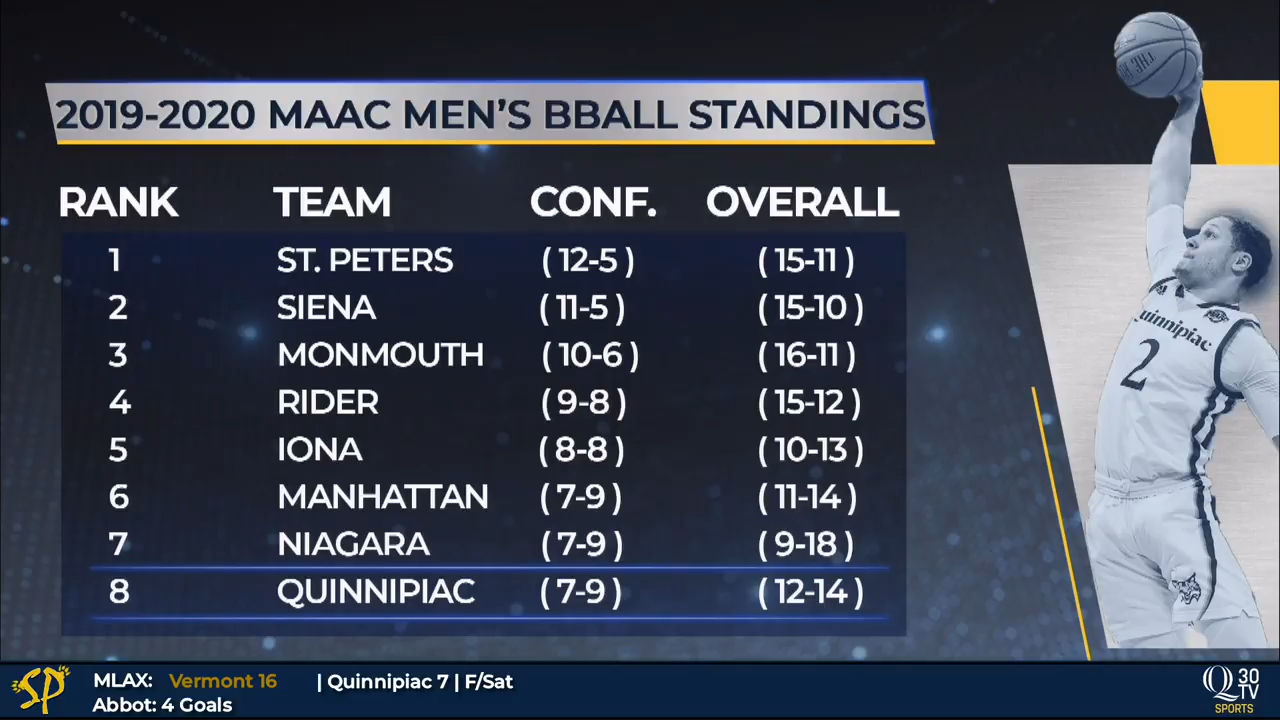 2019-2020 MAAC MEN'S BBALL STANDINGS
RANK TEAM CONF. OVERALL
1 ST. PETERS ( 12-5 ) ( 15-11 )
2 SIENA ( 11-5 ) ( 15-10 )
3 MONMOUTH ( 10-6 ) ( 16-11 )
4 RIDER ( 9-8 ) ( 15-12 )
5 IONA ( 8-8 ) ( 10-13 )
6 MANHATTAN ( 7-9 ) ( 11-14 )
7 NIAGARA ( 7-9 ) ( 9-18 )
8 QUINNIPIAC ( 7-9 ) ( 12-14 )
Quinnipiac
2
SP
MLAX: Vermont 16 | Quinnipiac 7 | F/Sat
Abbot: 4 Goals
Q 30
TV
SPORTS